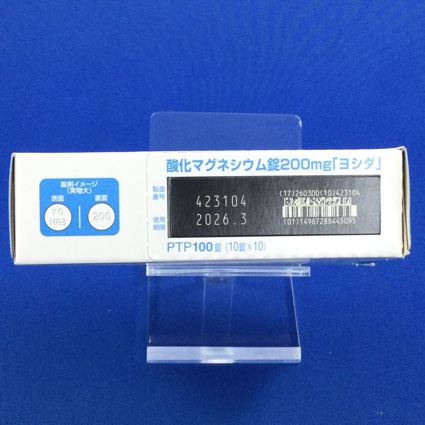 酸化マグネシウム錠200mg「ヨシダ」
錠剤イメージ
(実物大)
表面
裏面
YO
MG3
200
製造
番号
423104
使用
期限
2026.3
(17)260300(10)423104
(01)14987288445095
PTP100錠 (10錠×10)